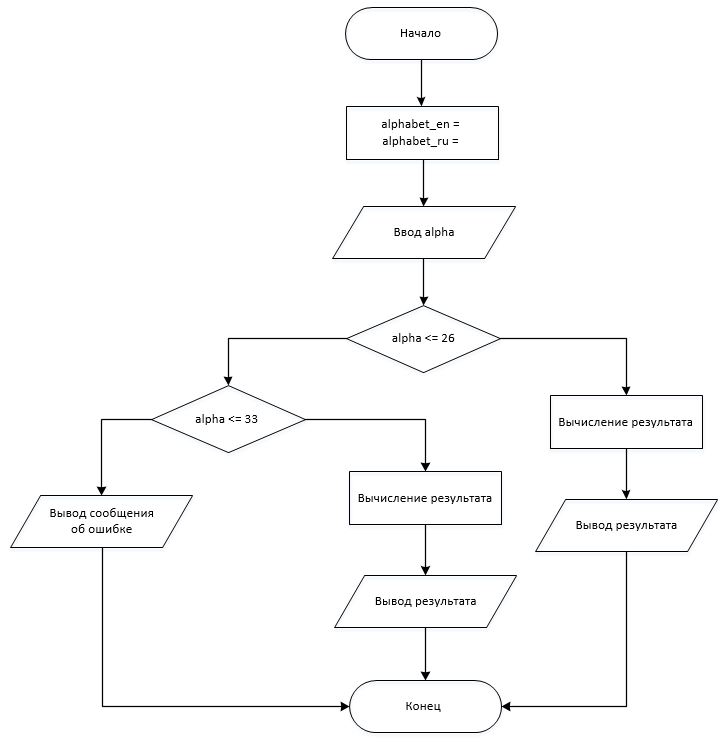 Начало
alphabet_en =
alphabet_ru =
Ввод alpha
alpha <= 26
alpha <= 33
Вычисление результата
Вычисление результата
Вывод сообщения
об ошибке
Вывод результата
Вывод результата
Конец